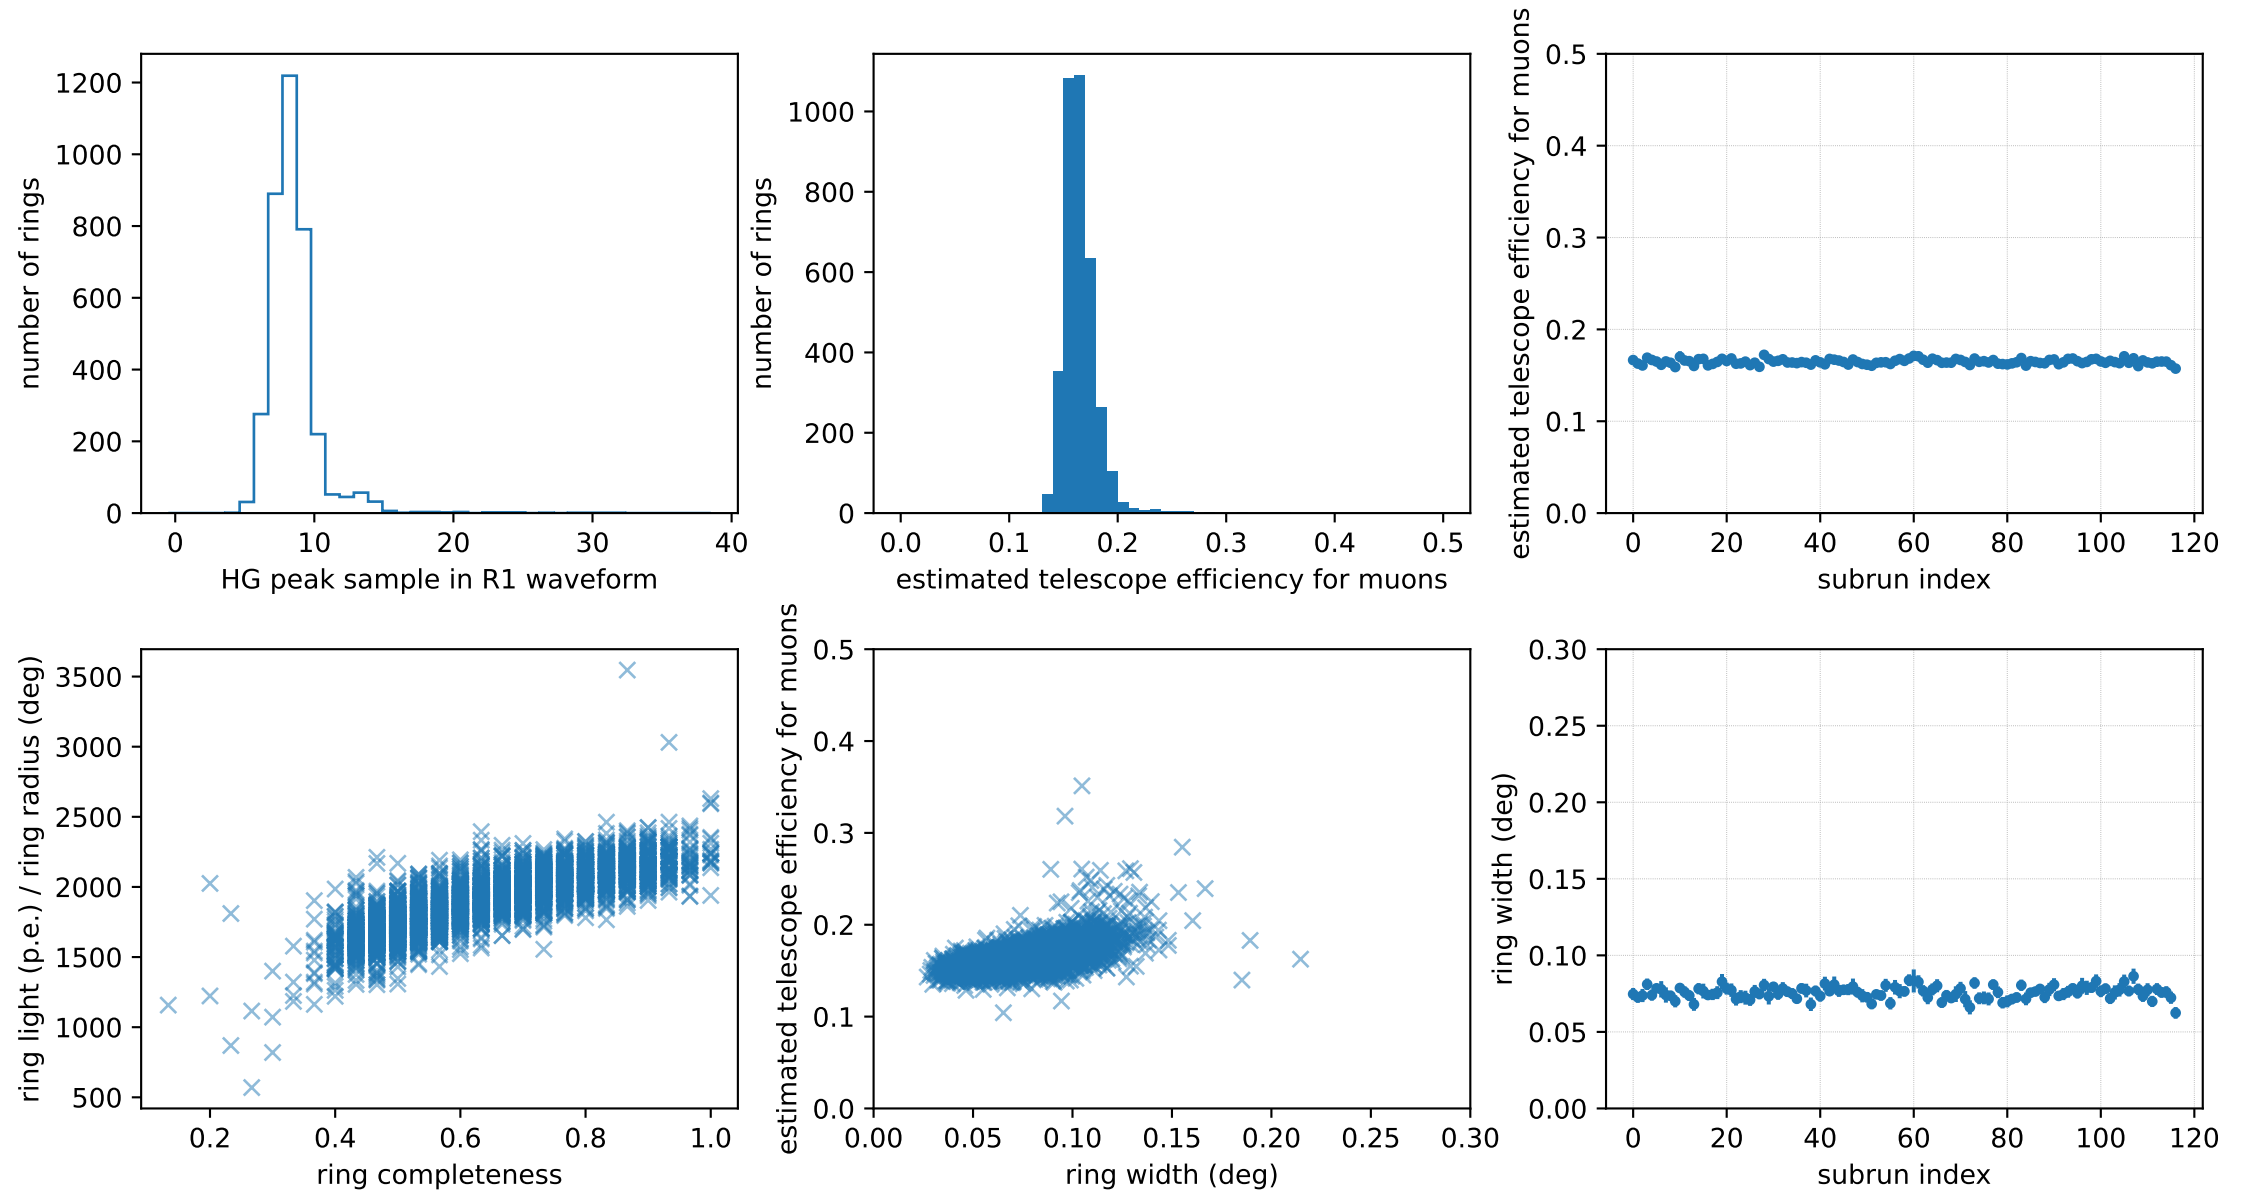 number of rings
1200
1000
800
600
400
200
0
0 10 20 30 40
HG peak sample in R1 waveform
number of rings
1000
800
600
400
200
0
0.0 0.1 0.2 0.3 0.4 0.5
estimated telescope efficiency for muons
estimated telescope efficiency for muons
0.5
0.4
0.3
0.2
0.1
0.0
0 20 40 60 80 100 120
subrun index
ring light (p.e.) / ring radius (deg)
3500
3000
2500
2000
1500
1000
500
0.2 0.4 0.6 0.8 1.0
ring completeness
estimated telescope efficiency for muons
0.5
0.4
0.3
0.2
0.1
0.0
0.00 0.05 0.10 0.15 0.20 0.25 0.30
ring width (deg)
ring width (deg)
0.30
0.25
0.20
0.15
0.10
0.05
0.00
0 20 40 60 80 100 120
subrun index